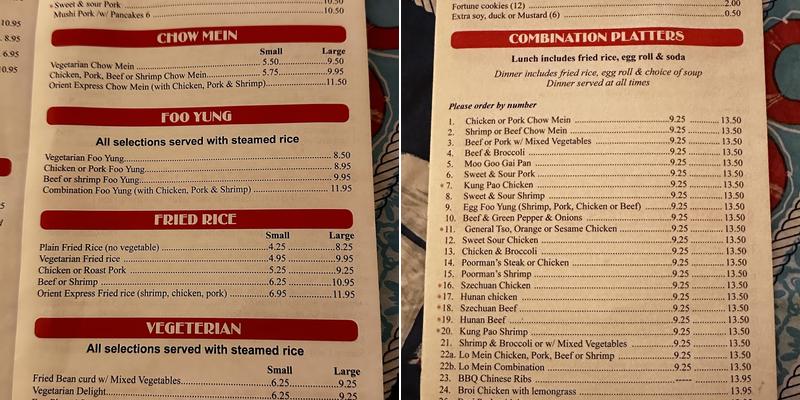 10.95
8.95
6.95
10.95
Sweet & sour Pork 10.50
Mushi Pork /w/ Pancakes 6 10.50
CHOW MEIN
Small Large
Vegetarian Chow Mein 5.50 9.50
Chicken, Pork, Beef or Shrimp Chow Mein 5.75 9.95
Orient Express Chow Mein (with Chicken, Pork & Shrimp) 11.50
FOO YUNG
All selections served with steamed rice
Vegetarian Foo Yung 8.50
Chicken or Pork Foo Yung 8.95
Beef or shrimp Foo Yung 9.95
Combination Foo Yung (with Chicken, Pork & Shrimp) 11.95
FRIED RICE
Small Large
Plain Fried Rice (no vegetable) 4.25 8.25
Vegetarian Fried rice 4.95 9.95
Chicken or Roast Pork 5.25 9.25
Beef or Shrimp 6.25 10.95
Orient Express Fried rice (shrimp, chicken, pork) 6.95 11.95
VEGETERIAN
All selections served with steamed rice
Small Large
Fried Bean curd w/ Mixed Vegetables 6.25 9.25
Vegetarian Delight 6.25 9.25
Fortune cookies (12) 2.00
Extra soy, duck or Mustard (6) 0.50
COMBINATION PLATTERS
Lunch includes fried rice, egg roll & soda
Dinner includes fried rice, egg roll & choice of soup
Dinner served at all times
Please order by number
1. Chicken or Pork Chow Mein 9.25 13.50
2. Shrimp or Beef Chow Mein 9.25 13.50
3. Beef or Pork w/ Mixed Vegetables 9.25 13.50
4. Beef & Broccoli 9.25 13.50
5. Moo Goo Gai Pan 9.25 13.50
6. Sweet & Sour Pork 9.25 13.50
*7. Kung Pao Chicken 9.25 13.50
8. Sweet & Sour Shrimp 9.25 13.50
9. Egg Foo Yung (Shrimp, Pork, Chicken or Beef) 9.25 13.50
10. Beef & Green Pepper & Onions 9.25 13.50
*11. General Tso, Orange or Sesame Chicken 9.25 13.50
12. Sweet Sour Chicken 9.25 13.50
13. Chicken & Broccoli 9.25 13.50
14. Poorman's Steak or Chicken 9.25 13.50
15. Poorman's Shrimp 9.25 13.50
*16. Szechuan Chicken 9.25 13.50
*17. Hunan chicken 9.25 13.50
*18. Szechuan Beef 9.25 13.50
*19. Hunan Beef 9.25 13.50
*20. Kung Pao Shrimp 9.25 13.50
21. Shrimp & Broccoli or w/ Mixed Vegetables 9.25 13.50
22a. Lo Mein Chicken, Pork, Beef or Shrimp 9.25 13.50
22b. Lo Mein Combination 9.25 13.50
23. BBQ Chinese Ribs ----- 13.95
24. Broi Chicken with lemongrass 13.95